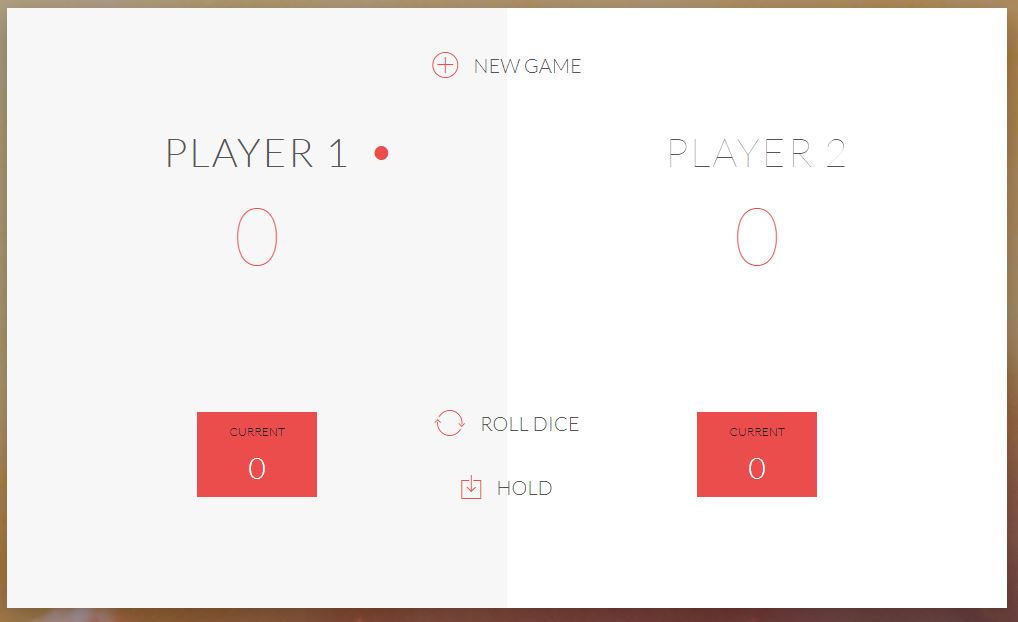 NEW GAME
PLAYER 1
0
PLAYER 2
0
CURRENT
0
ROLL DICE
HOLD
CURRENT
0